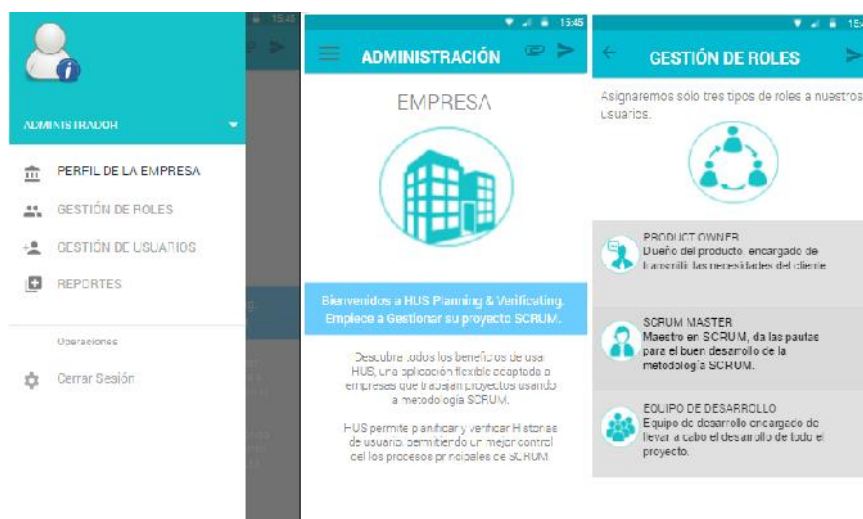 15:45
ADMINISTRADOR
PERFIL DE LA EMPRESA
GESTIÓN DE ROLES
GESTIÓN DE USUARIOS
REPORTES
Operaciones
Cerrar Sesión
15:45
ADMINISTRACIÓN
EMPRESA
Bienvenidos a HUS Planning & Verificating.
Empiece a Gestionar su proyecto SCRUM.
Descubra todos los beneficios de usar
HUS, una aplicación flexible adaptada a
empresas que trabajan proyectos usando
la metodología SCRUM.
HUS permite planificar y verificar Historias
de usuario, permitiendo un mejor control
de los procesos principales de SCRUM
GESTIÓN DE ROLES
Asignaremos solo tres tipos de roles a nuestros
usuarios.
PRODUCT OWNER
Dueño del producto, encargado de
transmitir las necesidades del cliente
SCRUM MASTER
Maestro en SCRUM, da las pautas
para el buen desarrollo de la
metodología SCRUM.
EQUIPO DE DESARROLLO
Equipo de desarrollo encargado de
llevar a cabo el desarrollo de todo el
proyecto.